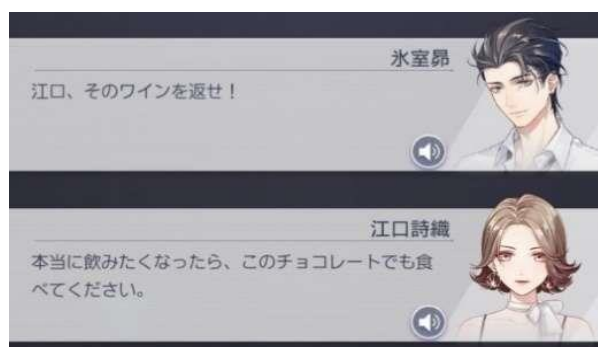 氷室昴
江口、そのワインを返せ！
江口詩織
本当に飲みたくなったら、このチョコレートでも食
べてください。